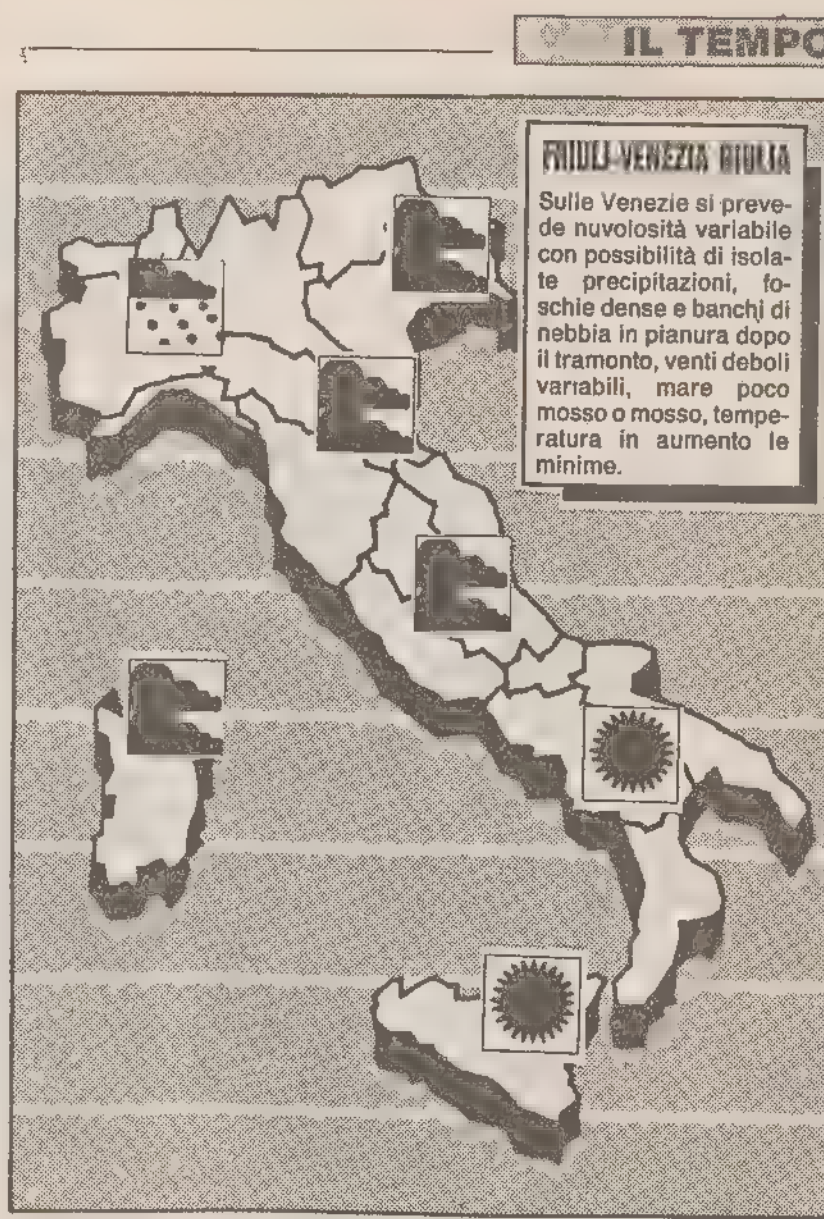 IL TEMPO
FRIULI-VENEZIA GIULIA
Sulle Venezie si preve-
de nuvolosità variabile
con possibilità di isola-
te precipitazioni, fo-
schie dense e banchi di
nebbia in pianura dopo
il tramonto, venti deboli
variabili, mare poco
mosso o mosso, tempe-
ratura in aumento le
minime.